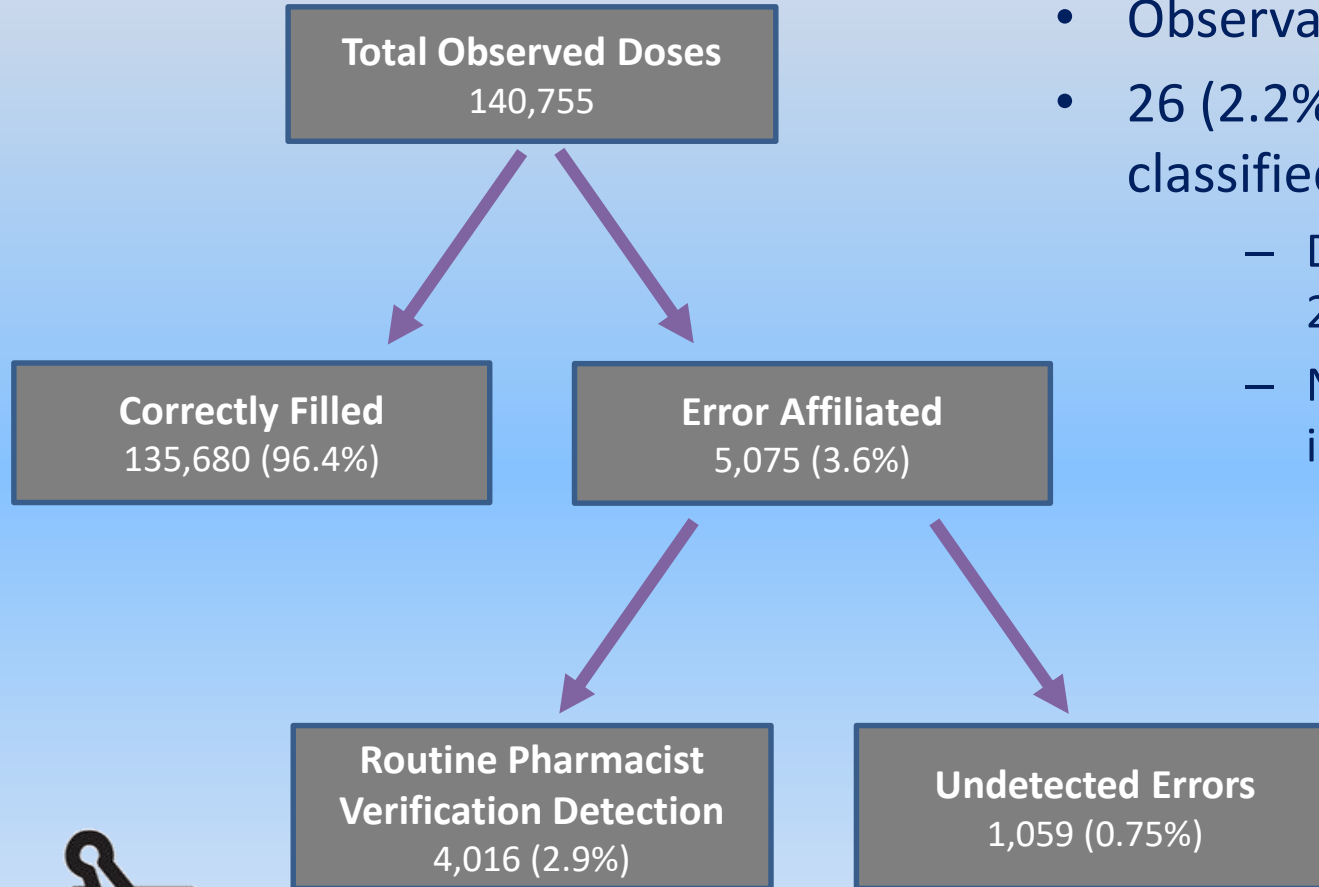 Total Observed Doses
140,755
Correctly Filled
135,680 (96.4%)
Error Affiliated
5,075 (3.6%)
Routine Pharmacist
Verification Detection
4,016 (2.9%)
Undetected Errors
1,059 (0.75%)
•
• 26 (2.2%